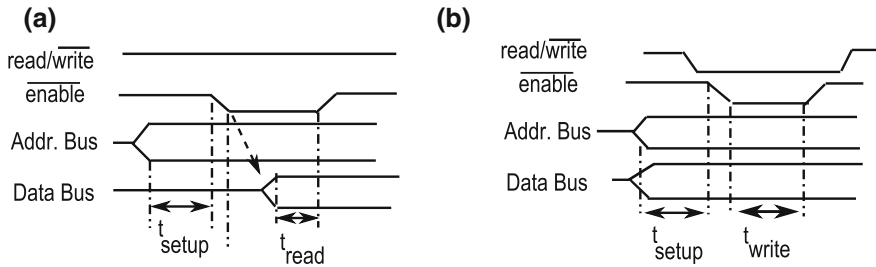 (a)
read/write
enable
Addr. Bus
Data Bus
t setup
t read
(b)
read/write
enable
Addr. Bus
Data Bus
t setup
t write